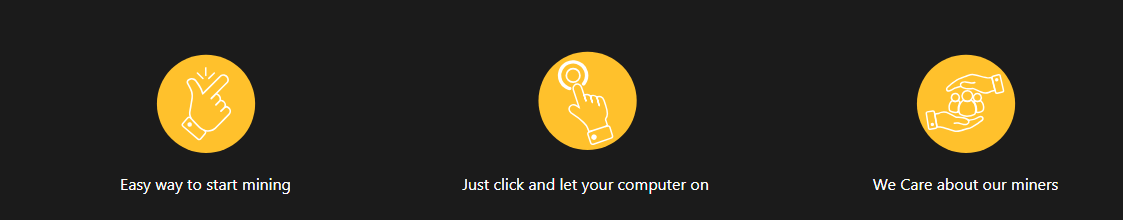 Easy way to start mining
Just click and let your computer on
We Care about our miners